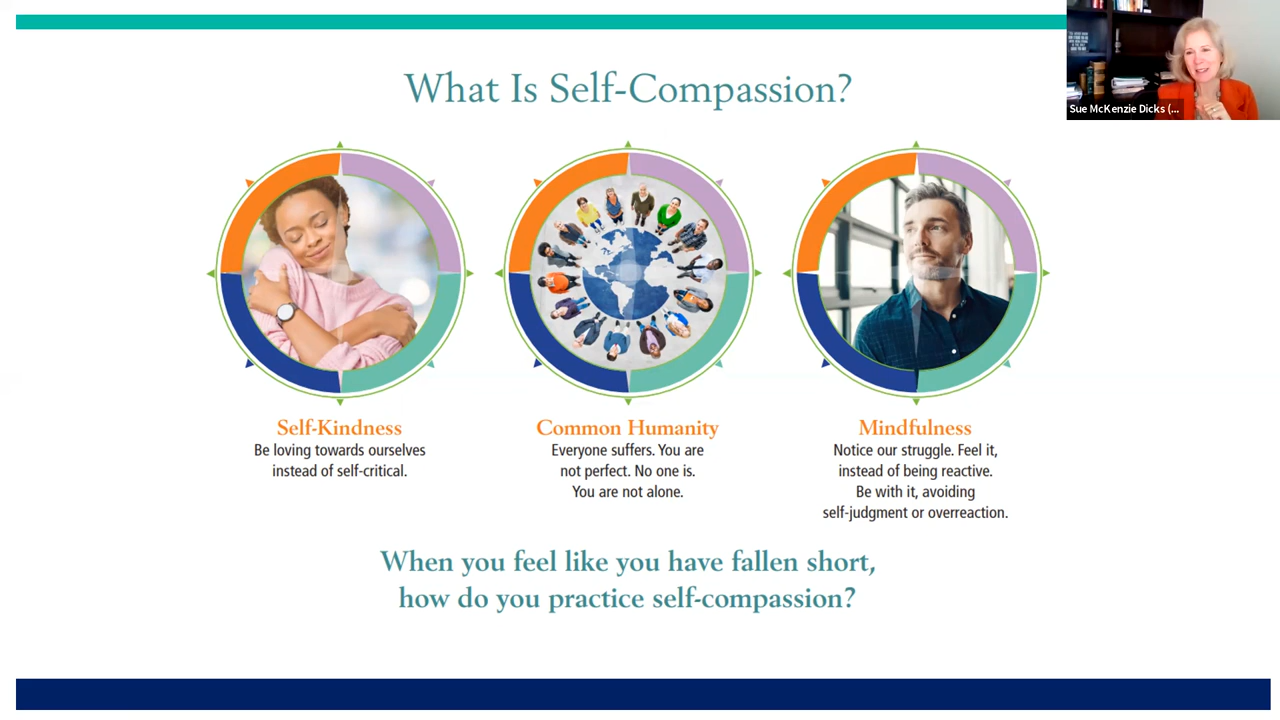 What Is Self-Compassion?
Sue McKenzie Dicks (...
Self-Kindness
Be loving towards ourselves
instead of self-critical.
Common Humanity
Everyone suffers. You are
not perfect. No one is.
You are not alone.
Mindfulness
Notice our struggle. Feel it,
instead of being reactive.
Be with it, avoiding
self-judgment or overreaction.
When you feel like you have fallen short,
how do you practice self-compassion?